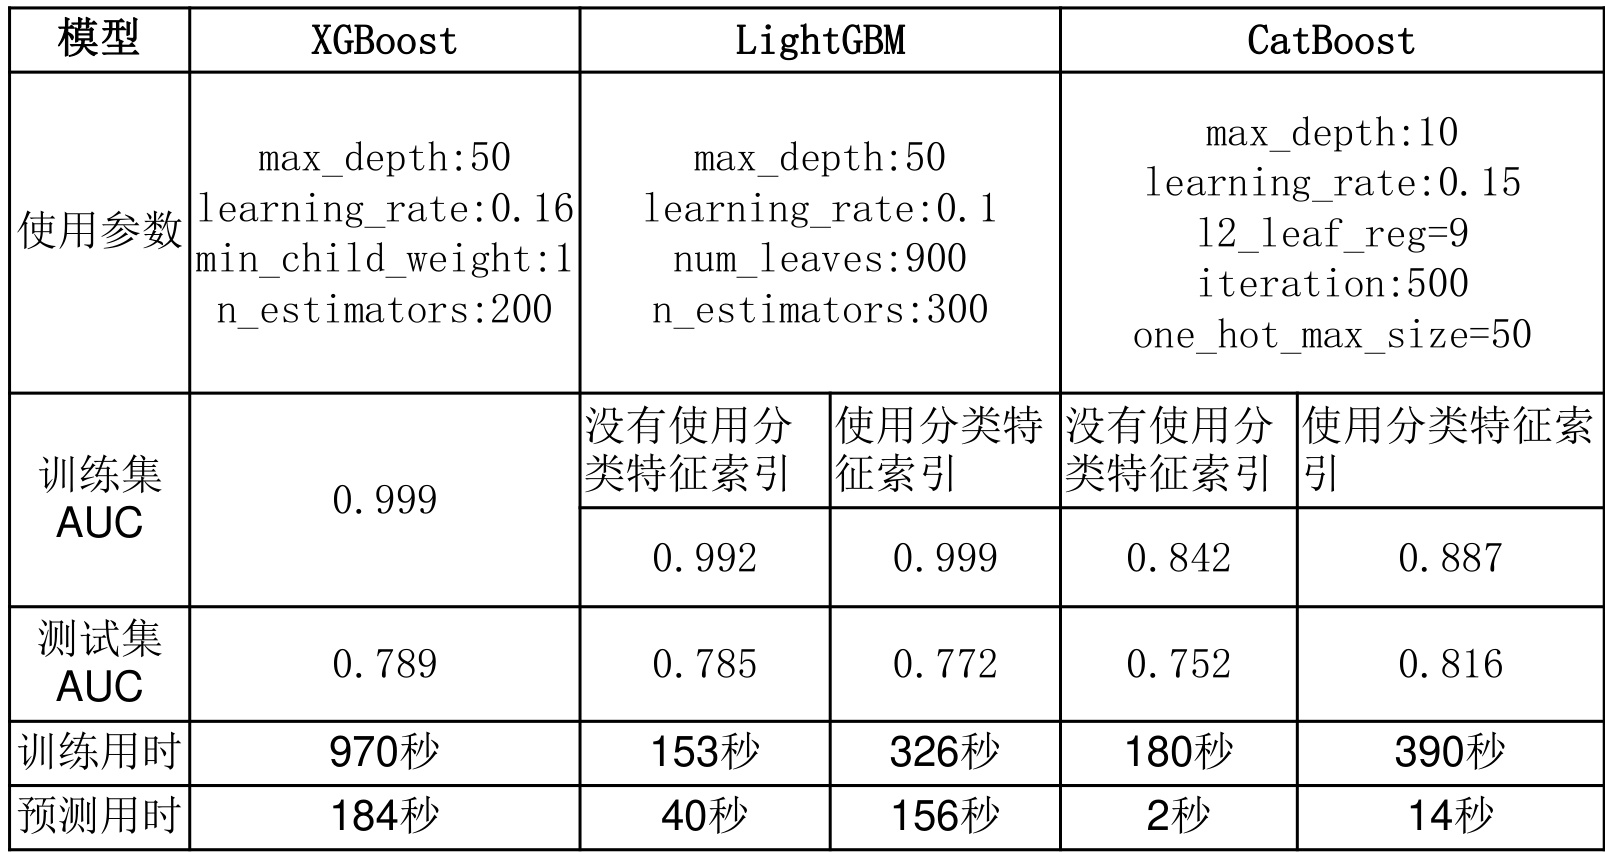 模型 XGBoost LightGBM CatBoost
使用参数
max_depth:50
learning_rate:0.16
min_child_weight:1
n_estimators:200
max_depth:50
learning_rate:0.1
num_leaves:900
n_estimators:300
max_depth:10
learning_rate:0.15
l2_leaf_reg=9
iteration:500
one_hot_max_size=50
训练集
AUC
0.999
没有使用分
类特征索引
使用分类特
征索引
没有使用分
类特征索引
使用分类特征索
引
0.992 0.999 0.842 0.887
测试集
AUC
0.789 0.785 0.772 0.752 0.816
训练用时 970秒 153秒 326秒 180秒 390秒
预测用时 184秒 40秒 156秒 2秒 14秒